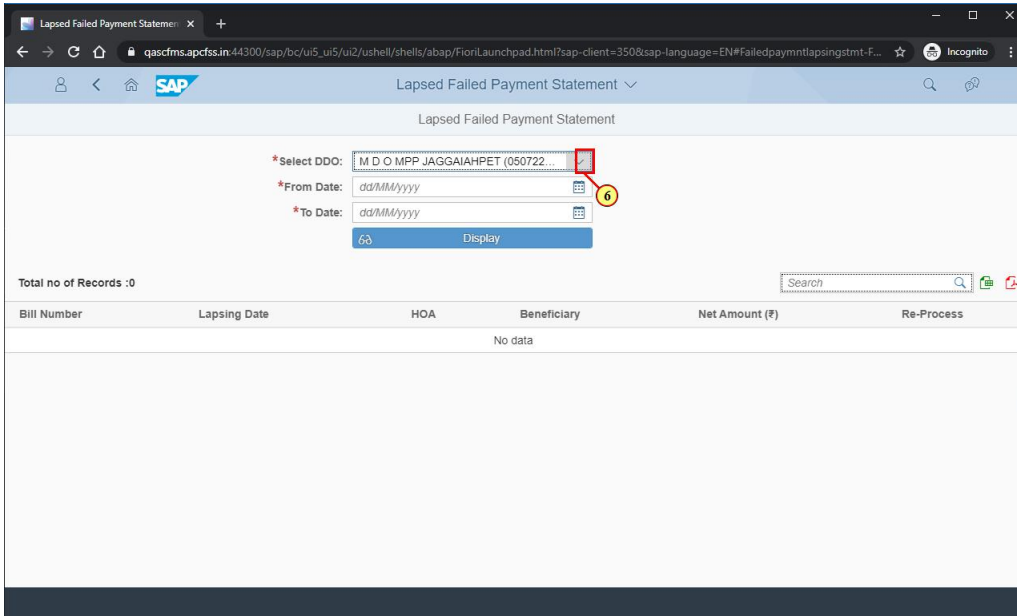 Lapsed Failed Payment Statemen
qascfms.apcfss.in:44300/sap/bc/ui5_ui5/ui2/ushell/shells/abap/FioriLaunchpad.html?sap-client=350&sap-language=EN#Failedpaymntlapsingstmt-F... Incognito
SAP Lapsed Failed Payment Statement
Lapsed Failed Payment Statement
*Select DDO: M D O MPP JAGGAIAHPET (050722...
*From Date: dd/MM/yyyy
6
*To Date: dd/MM/yyyy
Display
Total no of Records :0 Search
Bill Number Lapsing Date HOA Beneficiary Net Amount (₹) Re-Process
No data